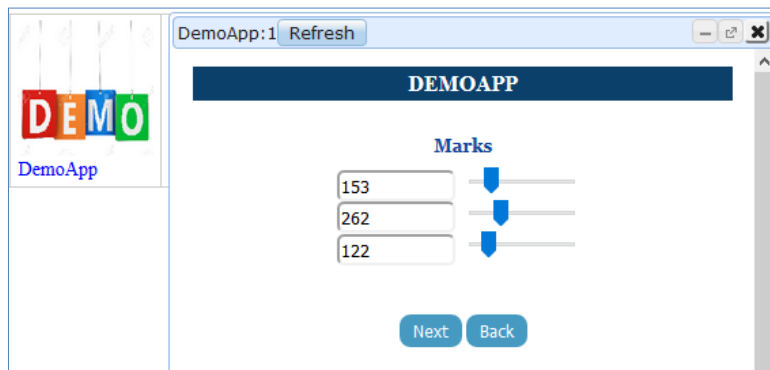 DEMO
DemoApp
DemoApp:1 Refresh
DEMOAPP
Marks
153
262
122
Next Back